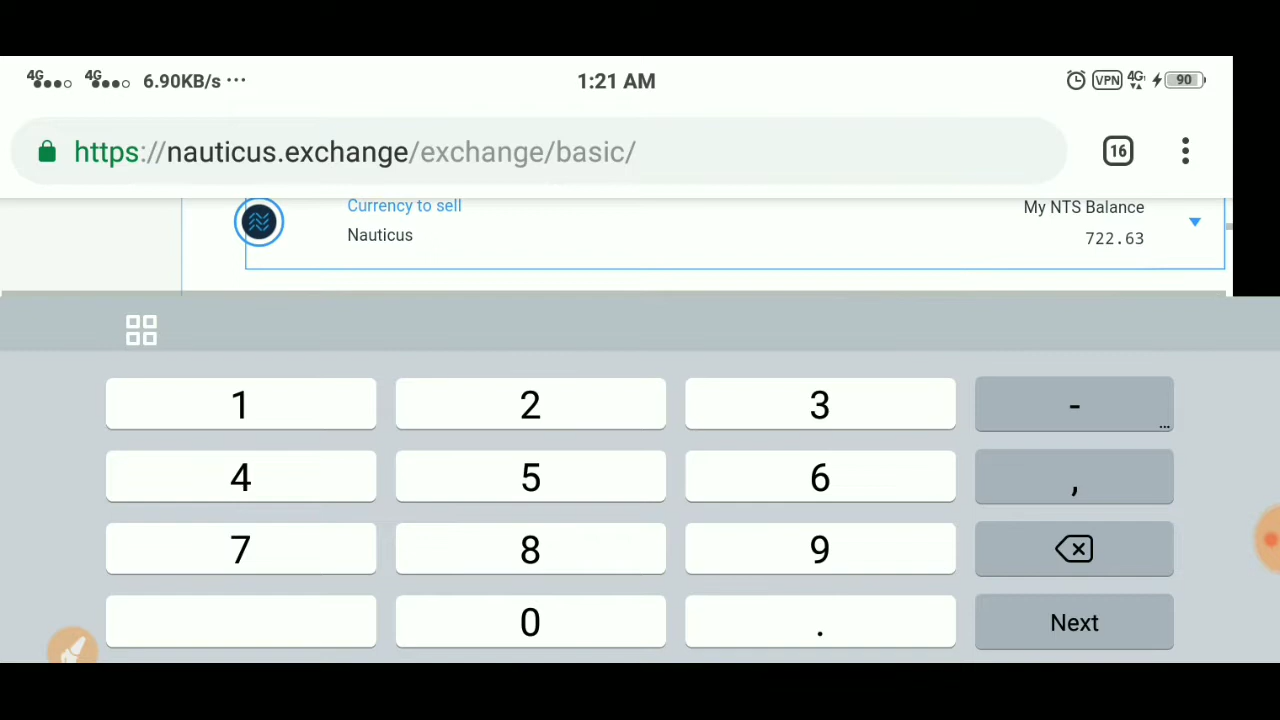 4G 4G 6.90KB/s ... 1:21 AM VPN 4G 90
https://nauticus.exchange/exchange/basic/ 16
Currency to sell My NTS Balance
Nauticus 722.63
1 2 3 - ...
4 5 6 ,
7 8 9
0 . Next